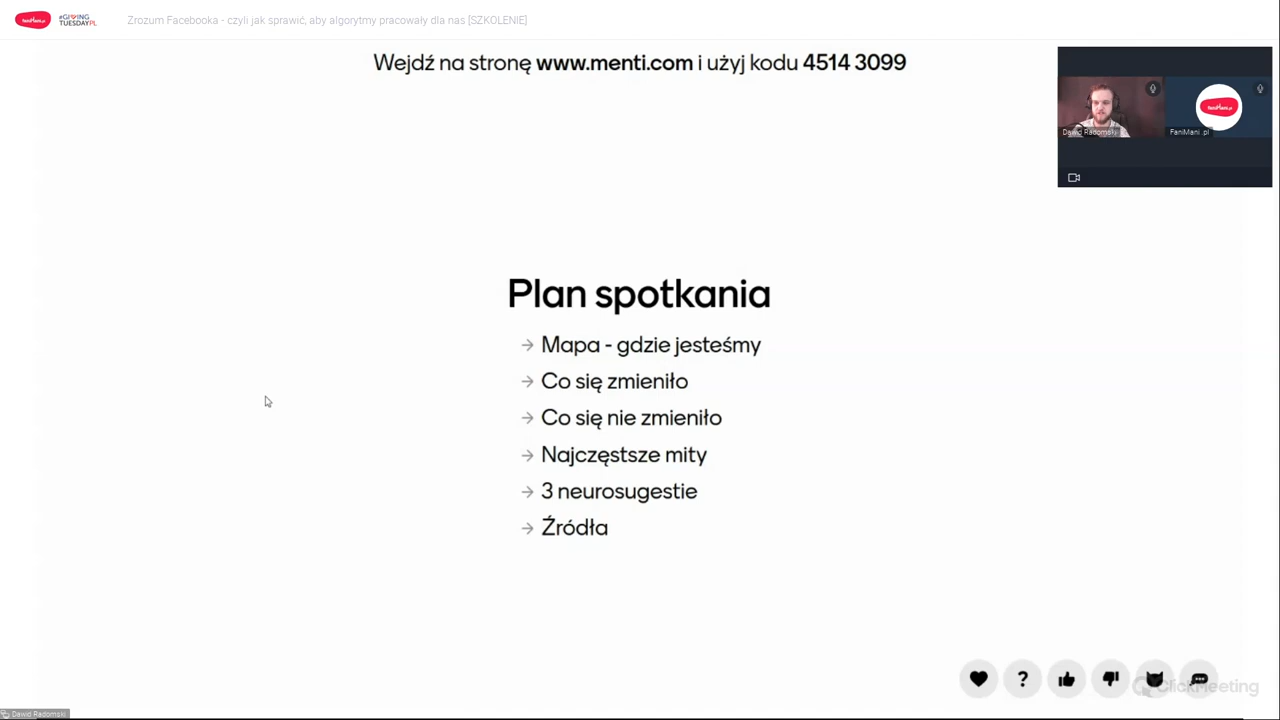 FaniMani.pl
#GIVING
TUESDAYPL
Zrozum Facebooka - czyli jak sprawić, aby algorytmy pracowały dla nas [SZKOLENIE]
Wejdź na stronę www.menti.com i użyj kodu 4514 3099
Dawid Radomski
FaniMani .pl
Plan spotkania
→ Mapa - gdzie jesteśmy
→ Co się zmieniło
→ Co się nie zmieniło
→ Najczęstsze mity
→ 3 neurosugestie
→ Źródła
?
ClickMeeting
Dawid Radomski